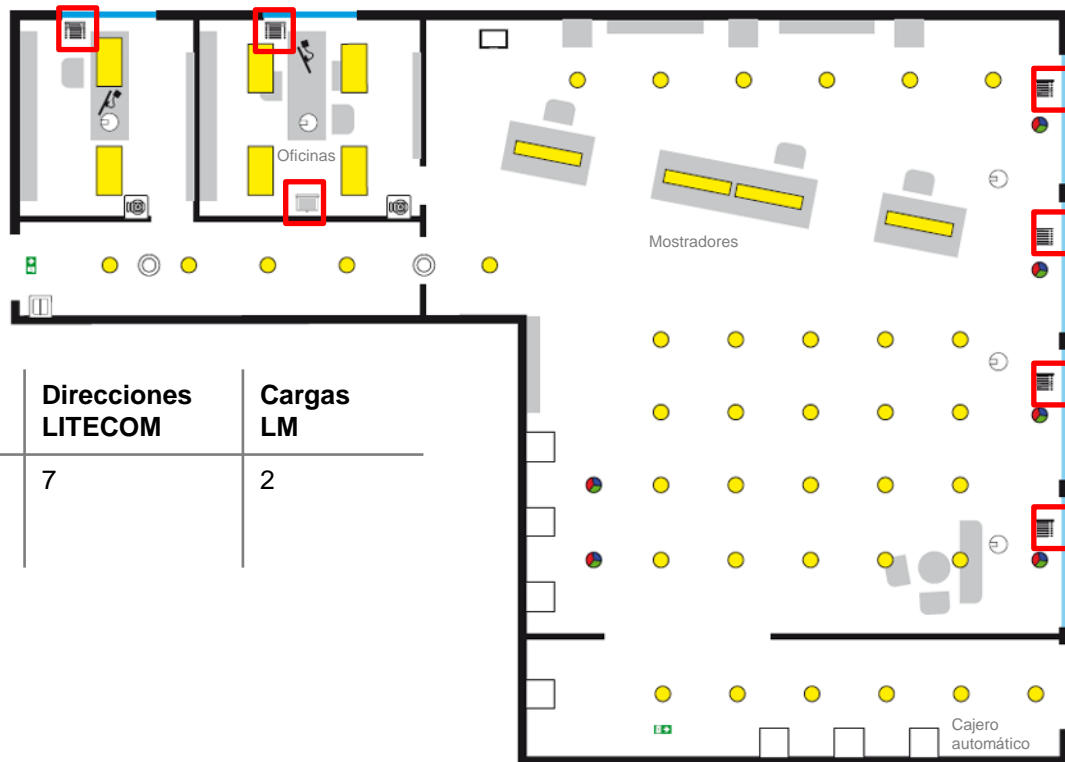 Oficinas
Mostradores
Direcciones
LITECOM
Cargas
LM
7
2
Cajero
automático